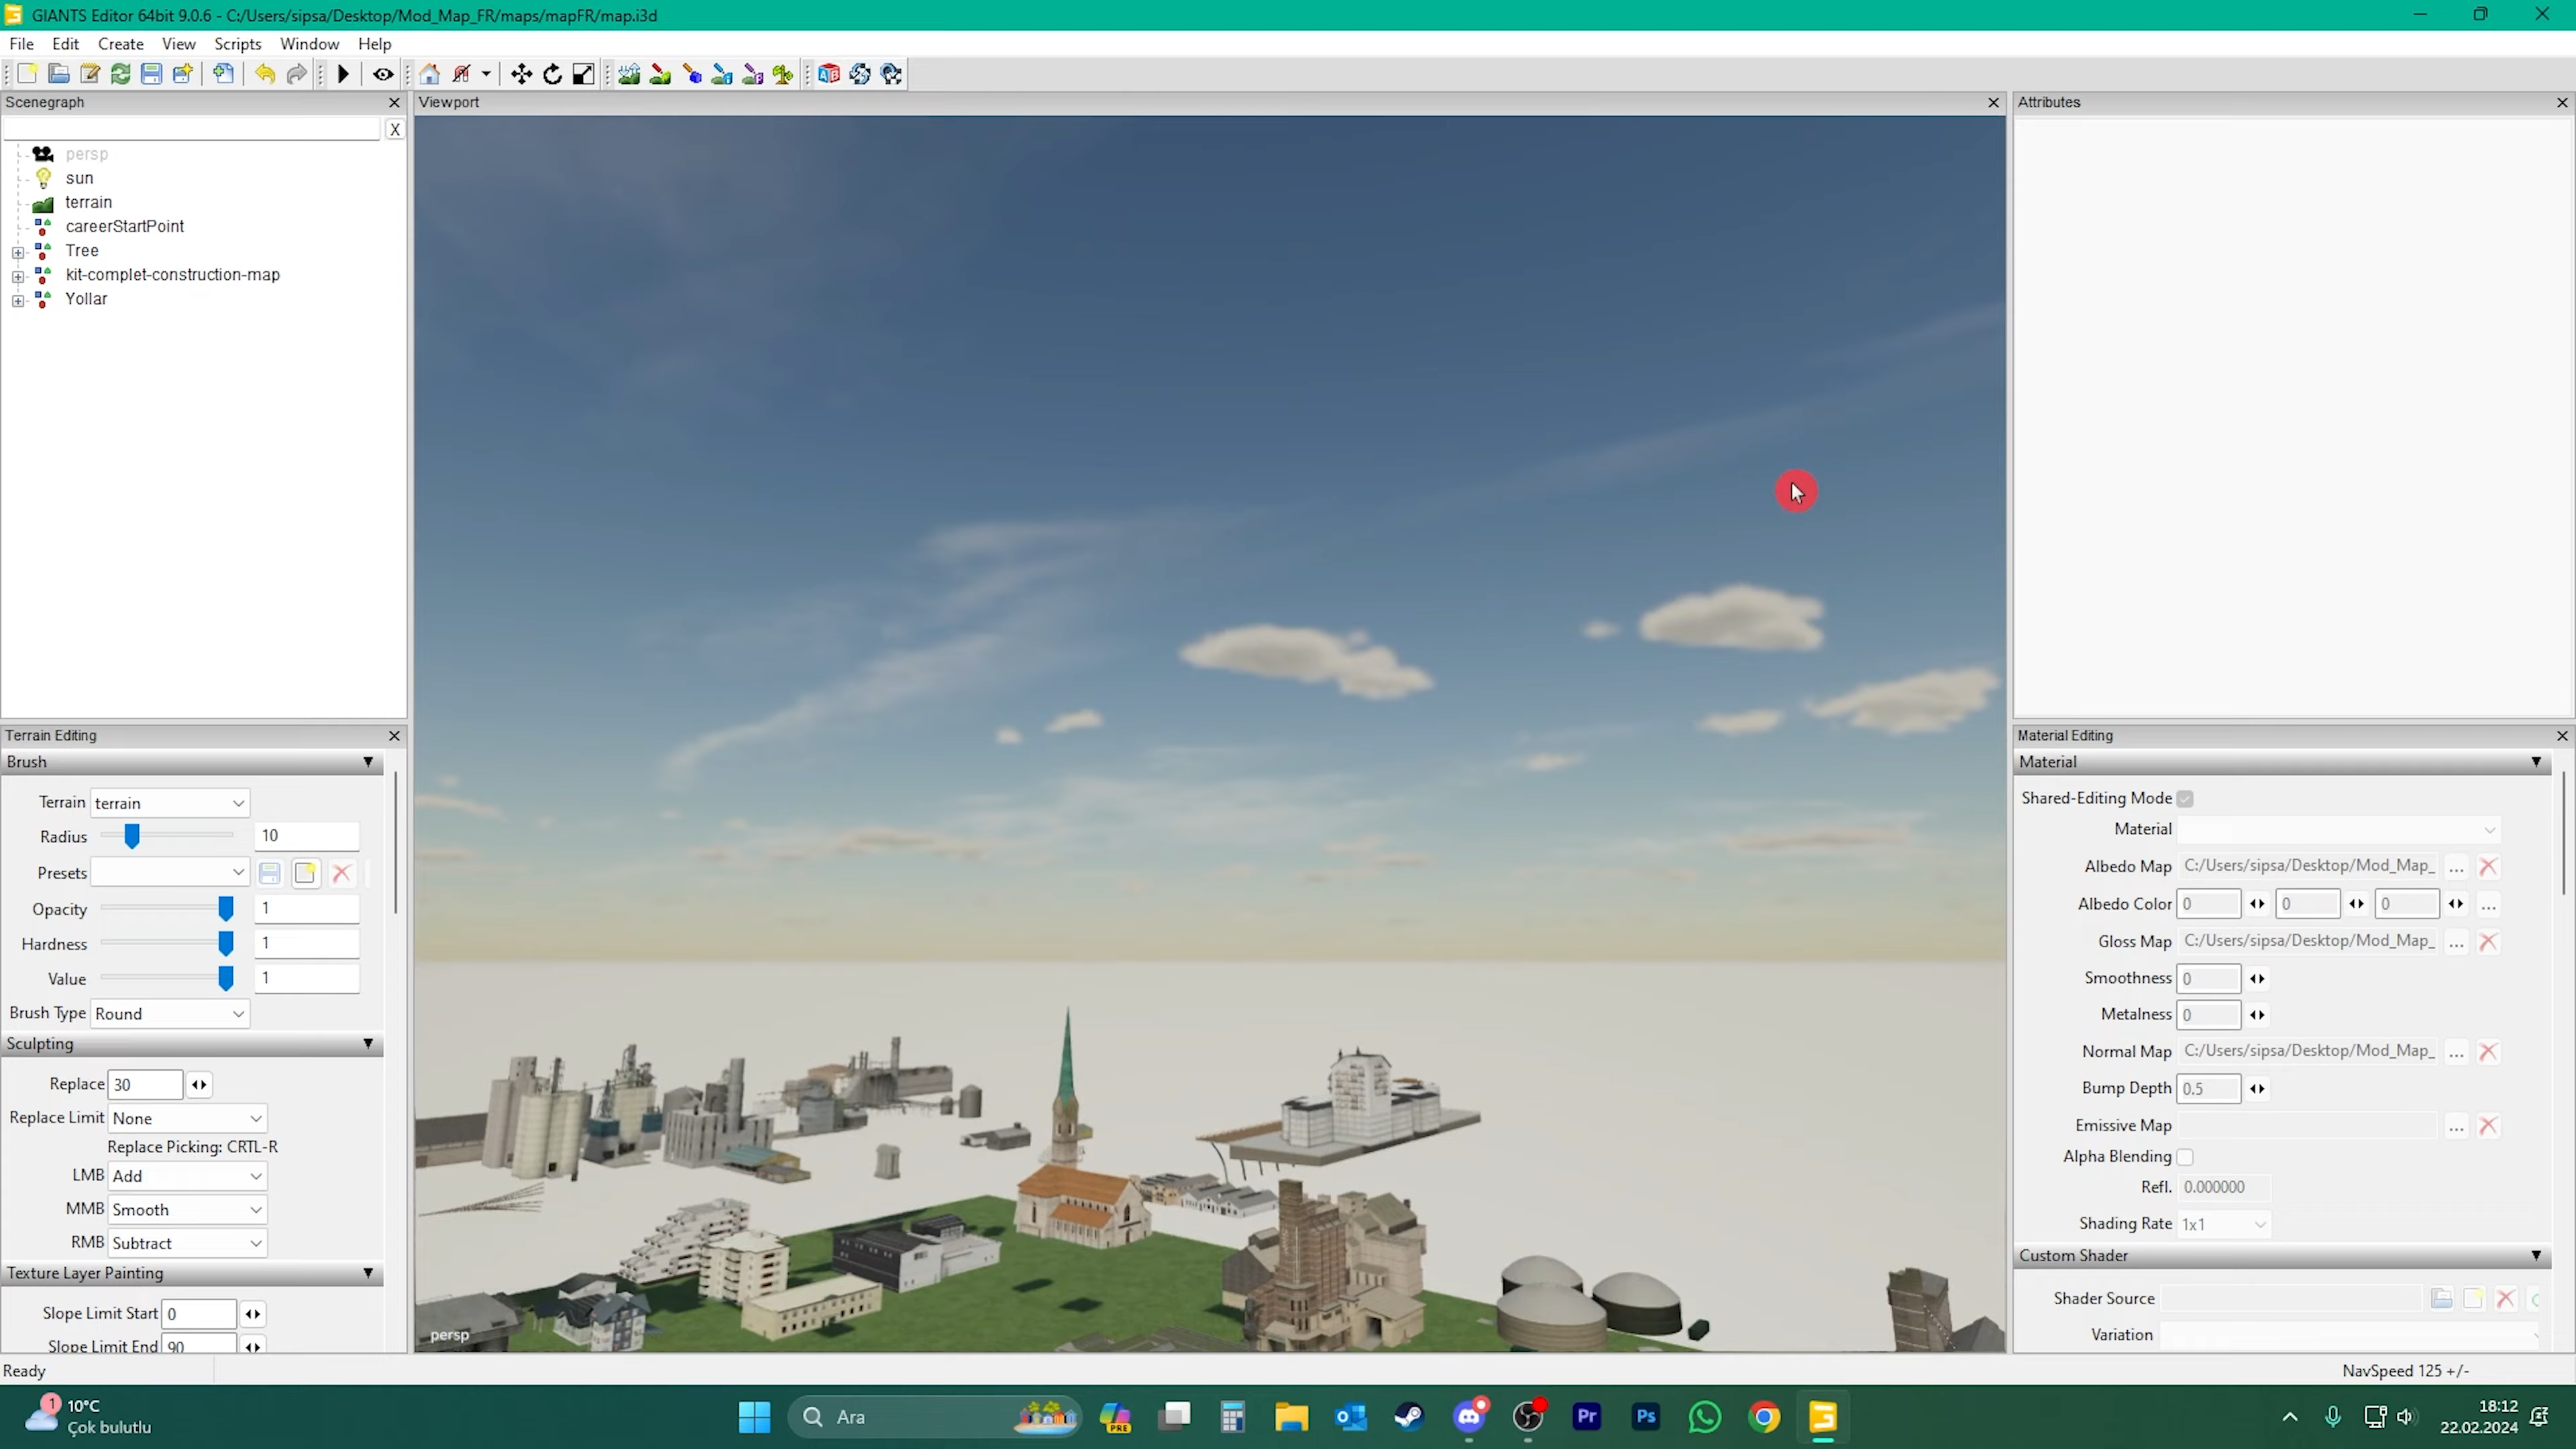 GIANTS Editor 64bit 9.0.6 - C:/Users/sipsa/Desktop/Mod_Map_FR/maps/mapFR/map.i3d
File Edit Create View Scripts Window Help
Scenegraph
X
persp
sun
terrain
careerStartPoint
Tree
kit-complet-construction-map
Yollar
Viewport
persp
Attributes
Terrain Editing
Brush
Terrain terrain
Radius 10
Presets
Opacity 1
Hardness 1
Value 1
Brush Type Round
Sculpting
Replace 30
Replace Limit None
Replace Picking: CRTL-R
LMB Add
MMB Smooth
RMB Subtract
Texture Layer Painting
Slope Limit Start 0
Slope Limit End 90
Material Editing
Material
Shared-Editing Mode
Material
Albedo Map C:/Users/sipsa/Desktop/Mod_Map_ ...
Albedo Color 0 0 0 ...
Gloss Map C:/Users/sipsa/Desktop/Mod_Map_ ...
Smoothness 0
Metalness 0
Normal Map C:/Users/sipsa/Desktop/Mod_Map_ ...
Bump Depth 0.5
Emissive Map ...
Alpha Blending
Refl. 0.000000
Shading Rate 1x1
Custom Shader
Shader Source
Variation
Ready
NavSpeed 125 +/-
1
10°C
Çok bulutlu
Ara
PRE
Pr
Ps
18:12
22.02.2024